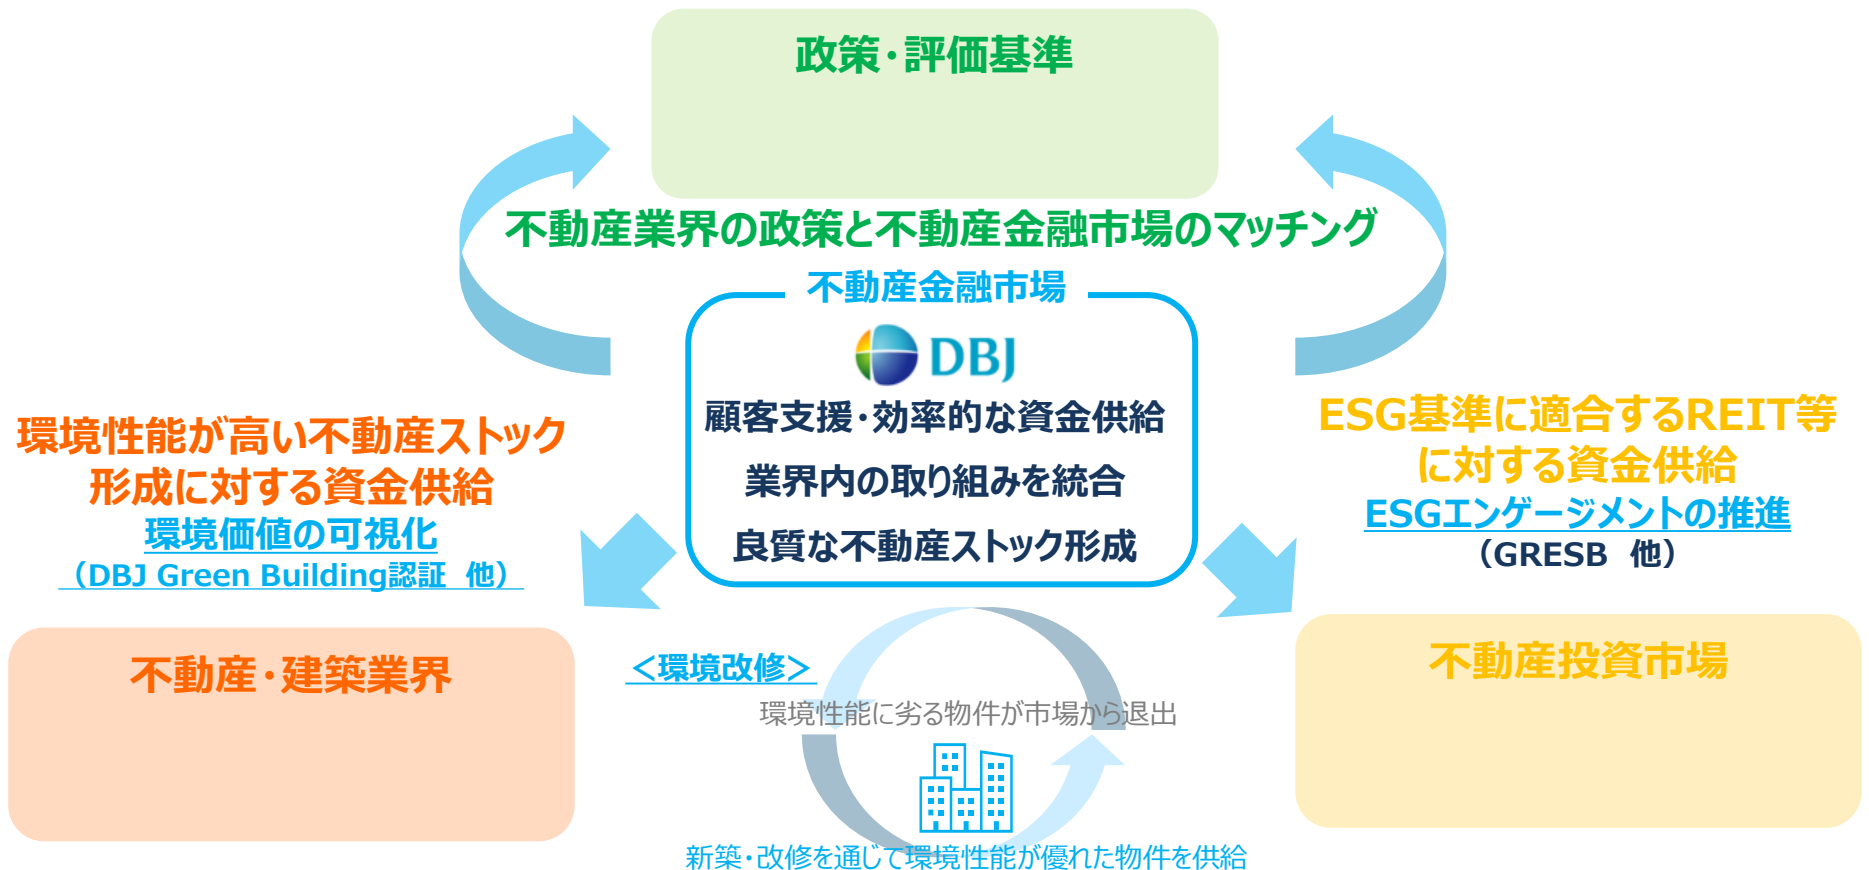 政策・評価基準
不動産業界の政策と不動産金融市場のマッチング
不動産金融市場
DBJ
顧客支援・効率的な資金供給
業界内の取り組みを統合
良質な不動産ストック形成
環境性能が高い不動産ストック
形成に対する資金供給
環境価値の可視化
（DBJ Green Building認証 他）
ESG基準に適合するREIT等
に対する資金供給
ESGエンゲージメントの推進
（GRESB 他）
不動産・建築業界
＜環境改修＞
環境性能に劣る物件が市場から退出
新築・改修を通じて環境性能が優れた物件を供給
不動産投資市場